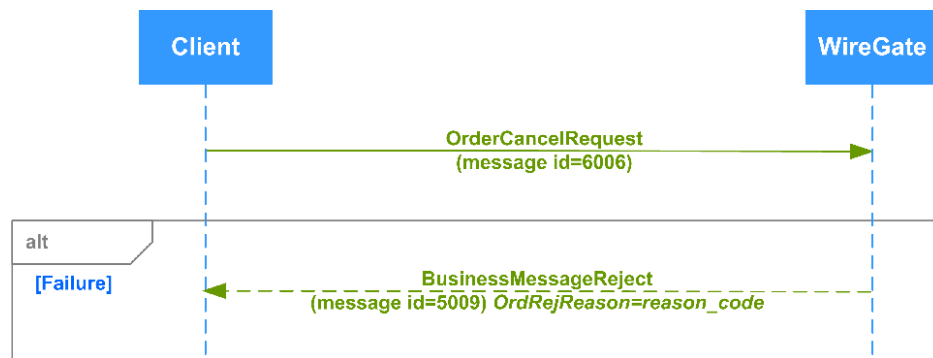 Client
WireGate
OrderCancelRequest
(message id=6006)
alt
[Failure]
BusinessMessageReject
(message id=5009) OrdRejReason=reason_code